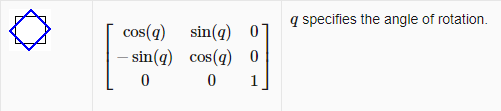 cos(q) sin(q) 0
− sin(q) cos(q) 0
0 0 1
q specifies the angle of rotation.